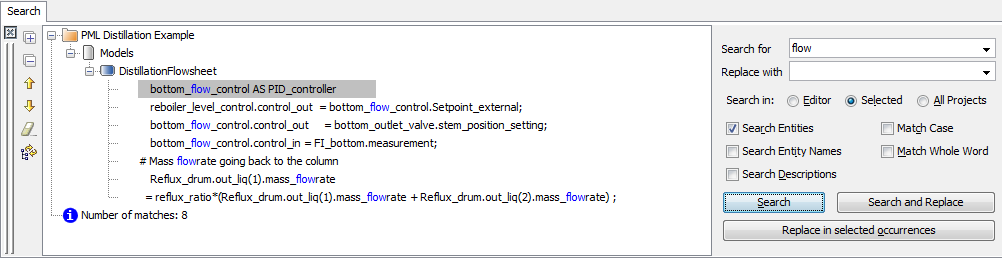 Search
PML Distillation Example
Models
DistillationFlowsheet
bottom_flow_control AS PID_controller
reboiler_level_control.control_out = bottom_flow_control.Setpoint_external;
bottom_flow_control.control_out = bottom_outlet_valve.stem_position_setting;
bottom_flow_control.control_in = FI_bottom.measurement;
# Mass flowrate going back to the column
Reflux_drum.out_liq(1).mass_flowrate
= reflux_ratio*(Reflux_drum.out_liq(1).mass_flowrate + Reflux_drum.out_liq(2).mass_flowrate) ;
Number of matches: 8
Search for flow
Replace with
Search in: Editor Selected All Projects
Search Entities Match Case
Search Entity Names Match Whole Word
Search Descriptions
Search Search and Replace
Replace in selected occurrences